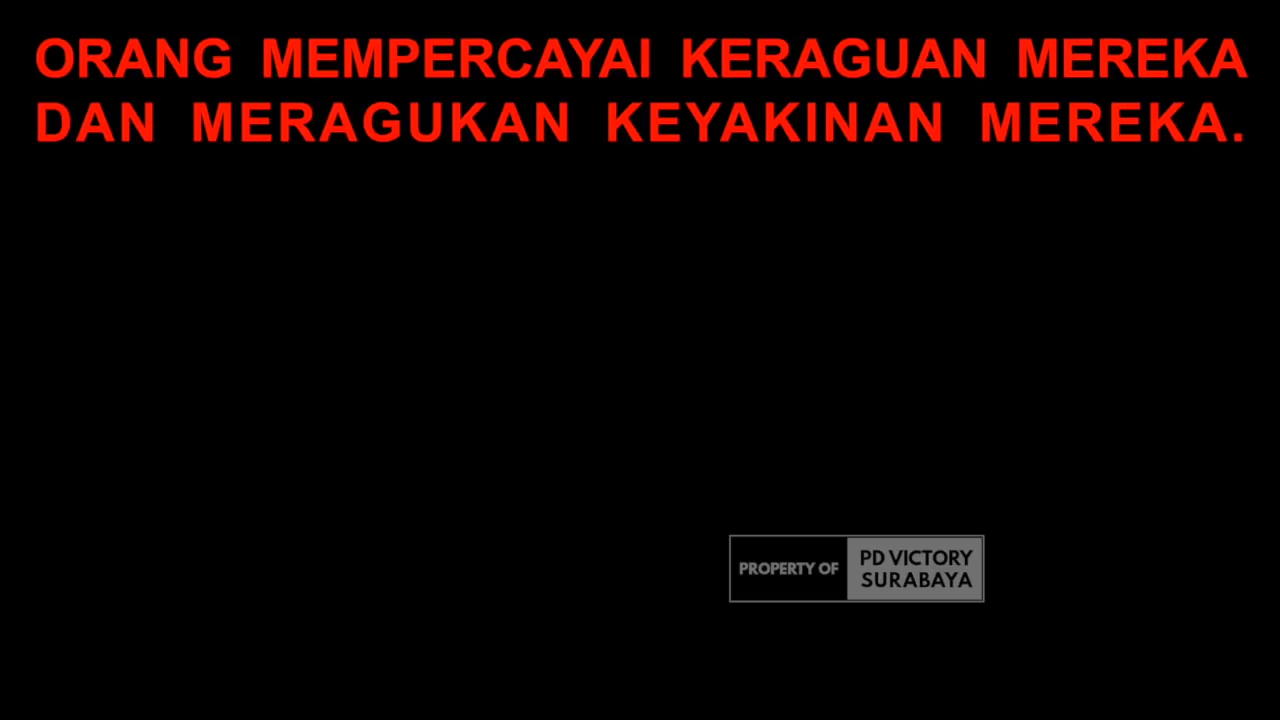 ORANG MEMPERCAYAI KERAGUAN MEREKA
DAN MERAGUKAN KEYAKINAN MEREKA.
PROPERTY OF
PD VICTORY
SURABAYA